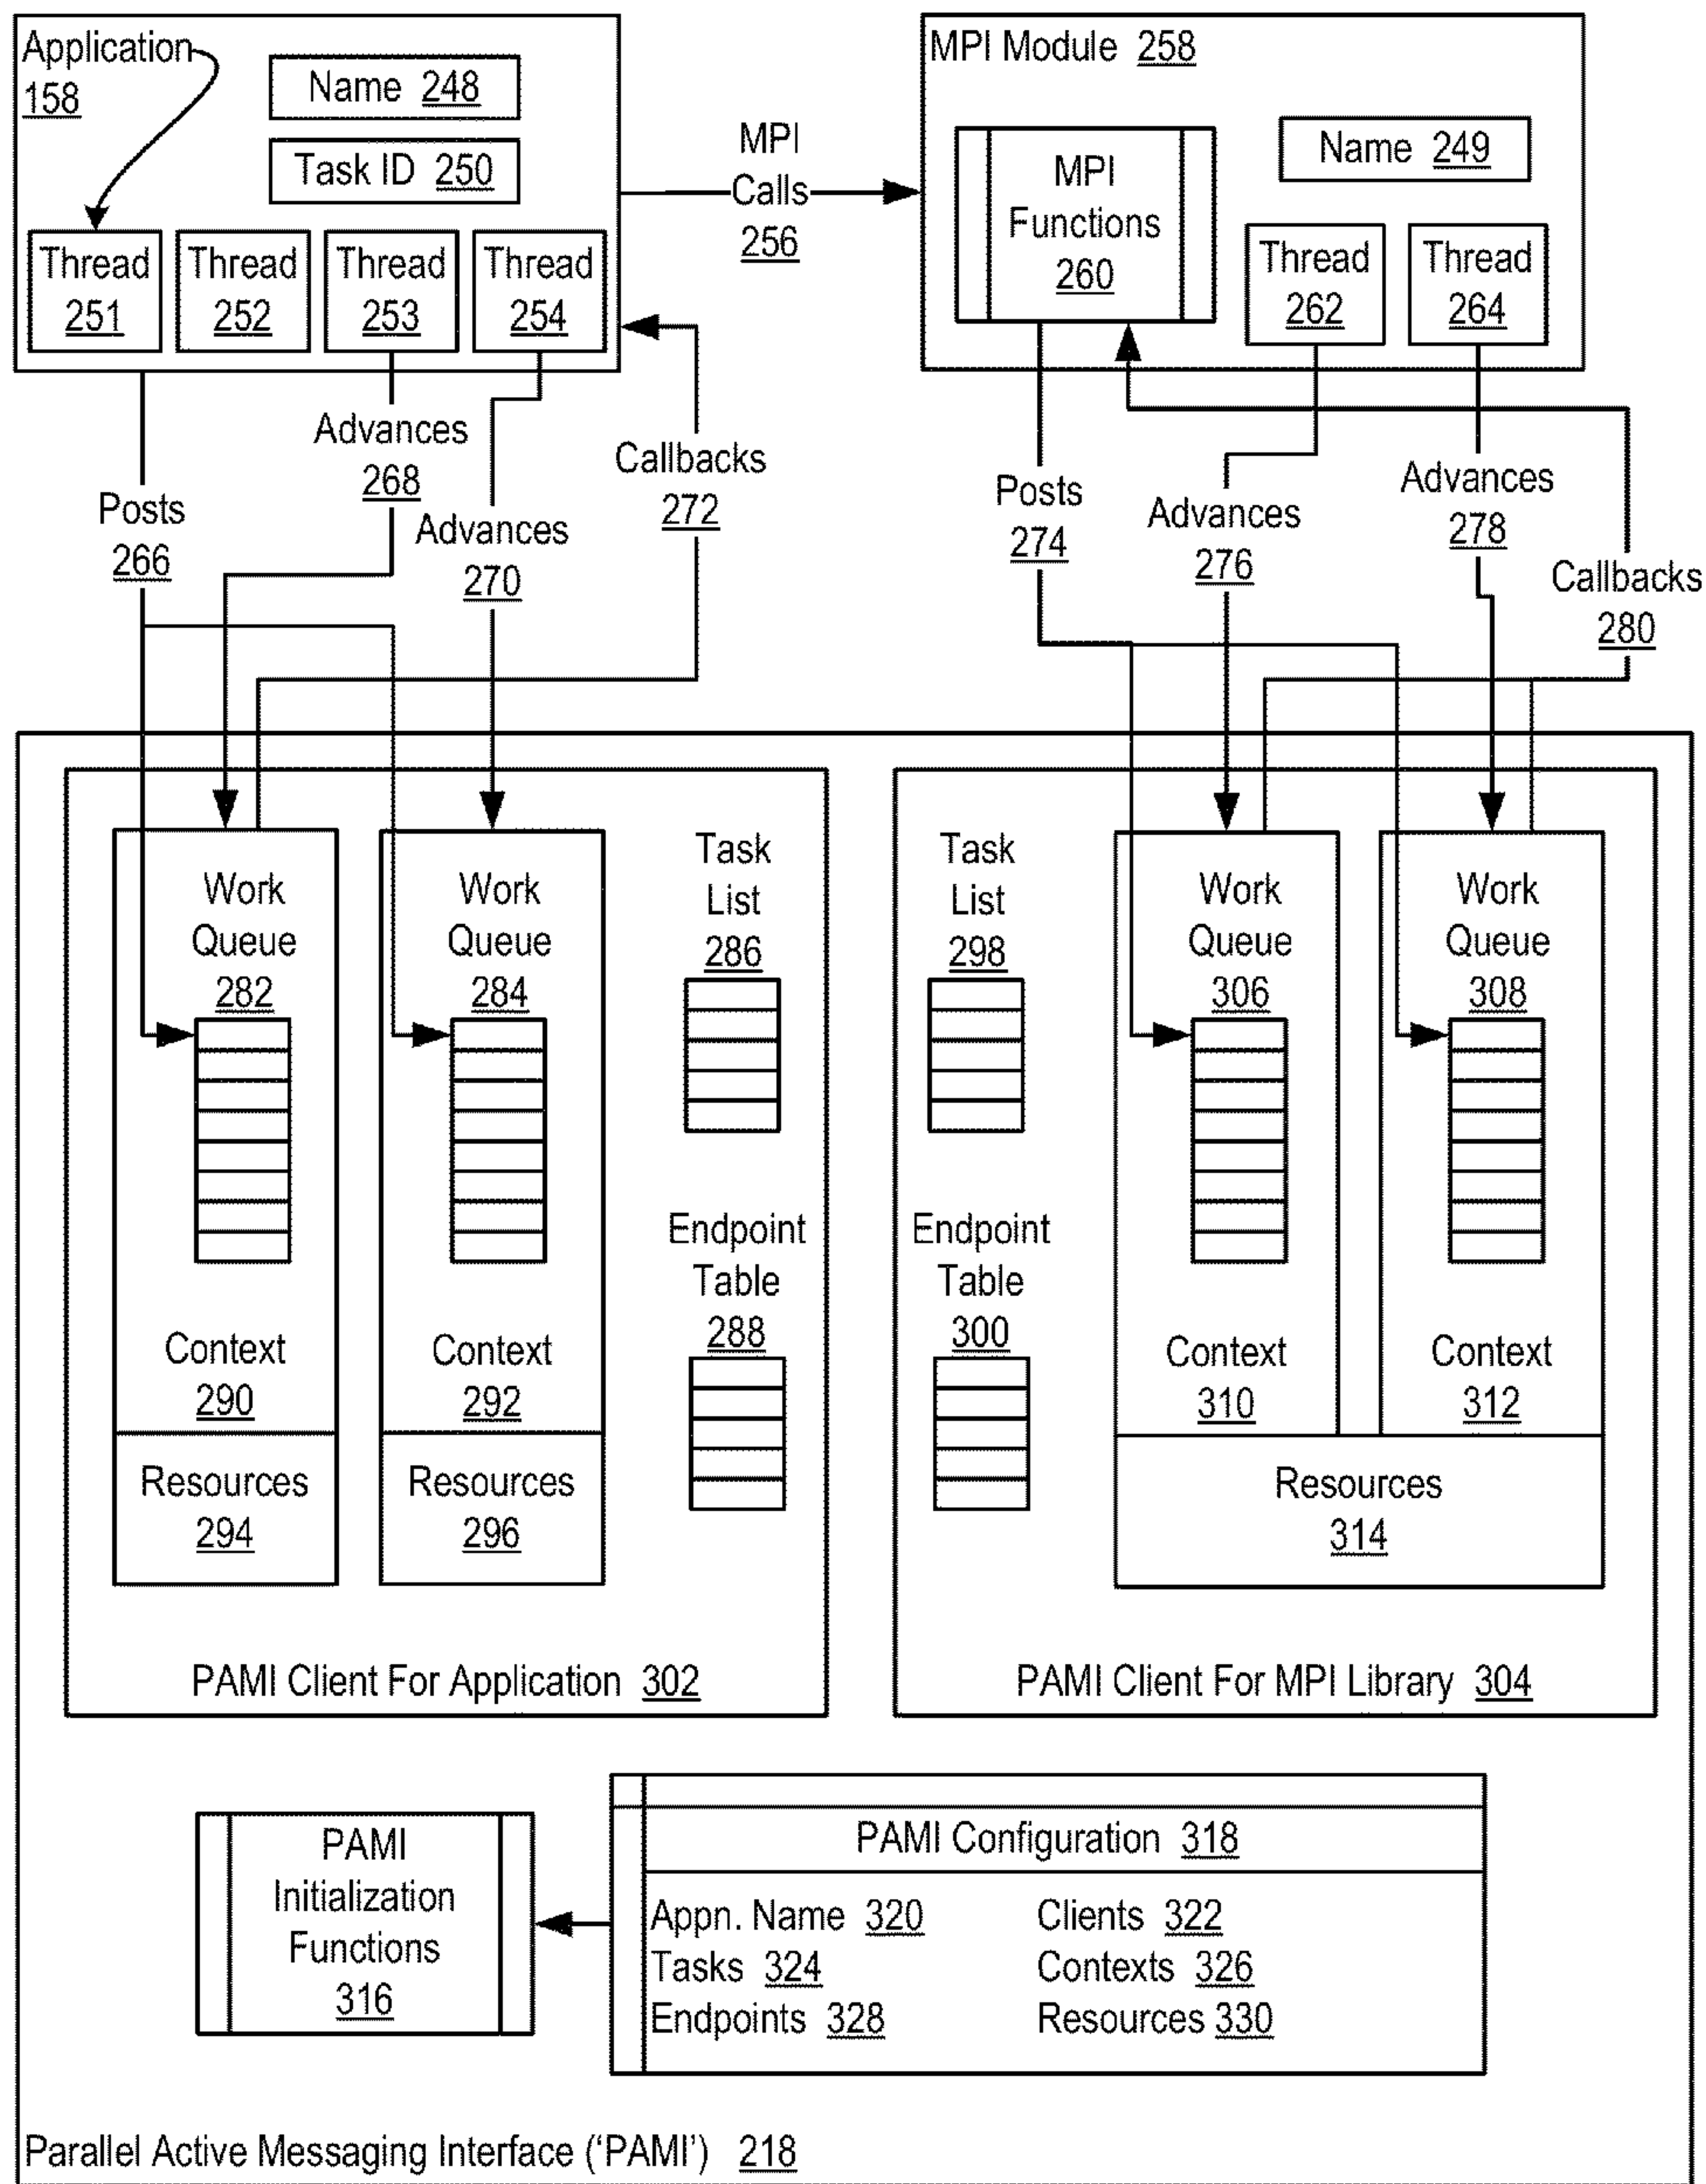 Application
158
Name 248
Task ID 250
Thread
251
Thread
252
Thread
253
Thread
254
MPI
Calls
256
MPI Module 258
MPI
Functions
260
Name 249
Thread
262
Thread
264
Posts
266
Advances
268
Advances
270
Callbacks
272
Posts
274
Advances
276
Advances
278
Callbacks
280
Work
Queue
282
Context
290
Resources
294
Work
Queue
284
Context
292
Resources
296
Task
List
286
Endpoint
Table
288
PAMI Client For Application 302
Task
List
298
Endpoint
Table
300
Work
Queue
306
Context
310
Work
Queue
308
Context
312
Resources
314
PAMI Client For MPI Library 304
PAMI
Initialization
Functions
316
PAMI Configuration 318
Appn. Name 320 Clients 322
Tasks 324 Contexts 326
Endpoints 328 Resources 330
Parallel Active Messaging Interface (‘PAMI’) 218